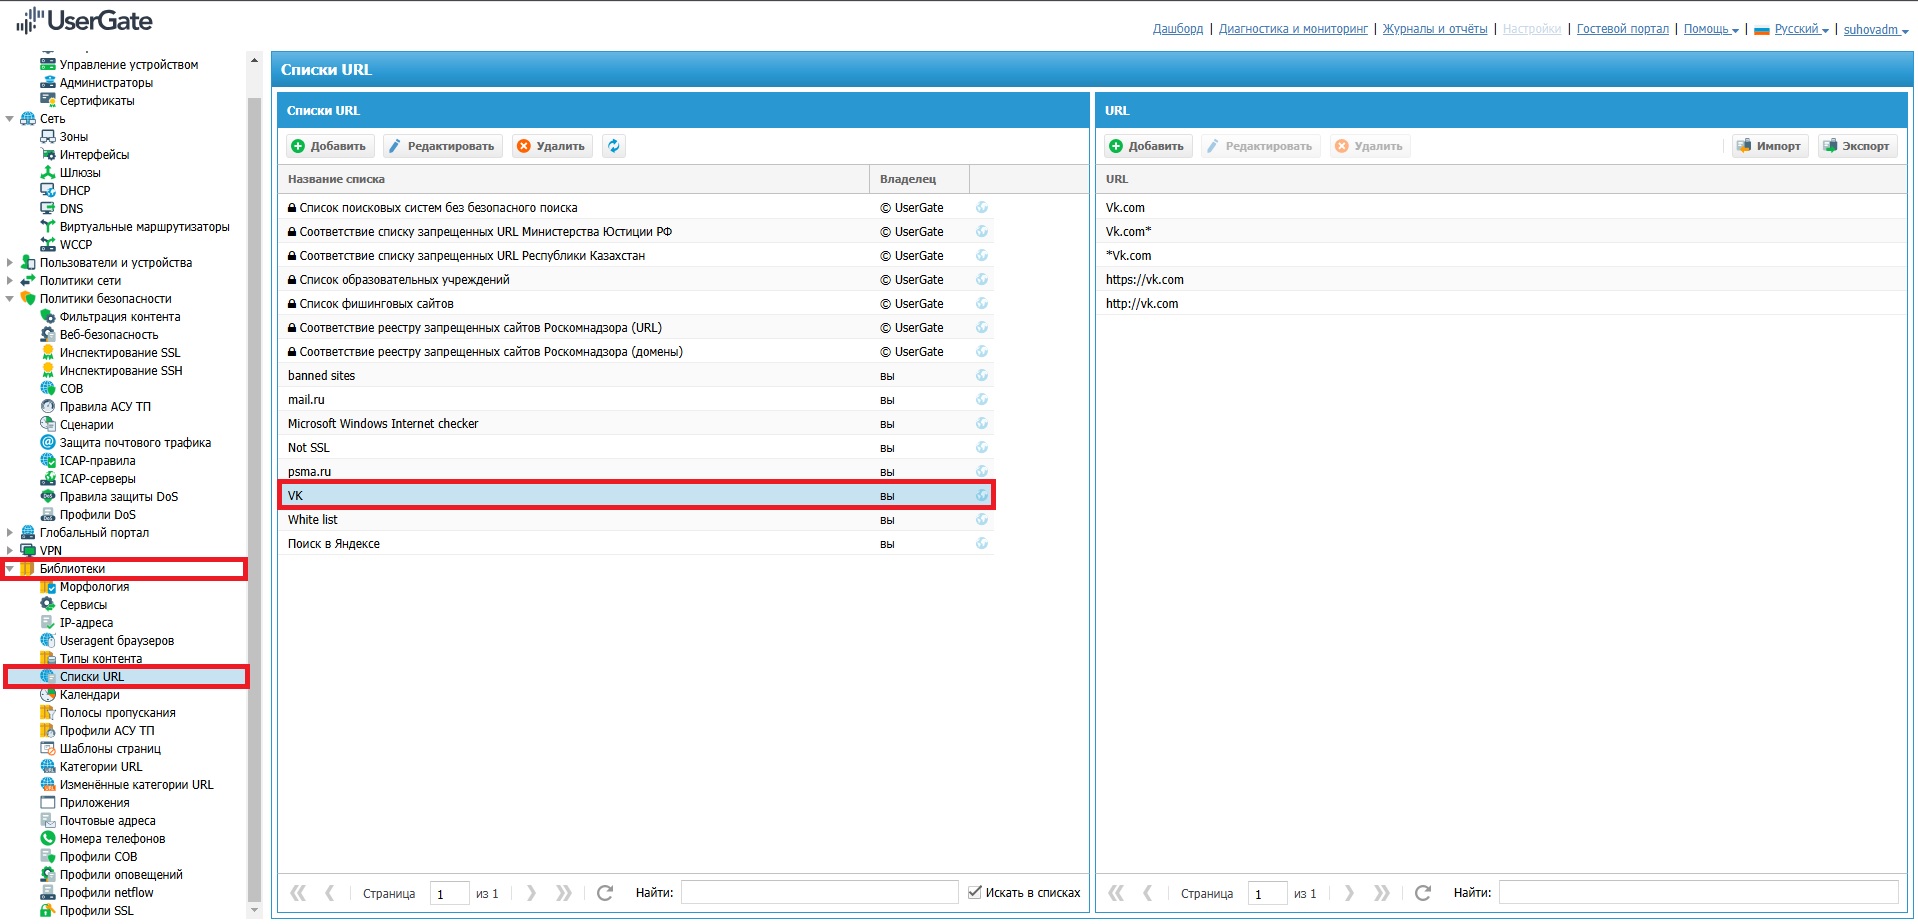 UserGate
Дашборд | Диагностика и мониторинг | Журналы и отчёты | Настройки | Гостевой портал | Помощь | Русский | suhovadm
Управление устройством
Администраторы
Сертификаты
Сеть
Зоны
Интерфейсы
Шлюзы
DHCP
DNS
Виртуальные маршрутизаторы
WCCP
Пользователи и устройства
Политики сети
Политики безопасности
Фильтрация контента
Веб-безопасность
Инспектирование SSL
Инспектирование SSH
СОВ
Правила АСУ ТП
Сценарии
Защита почтового трафика
ICAP-правила
ICAP-серверы
Правила защиты DoS
Профили DoS
Глобальный портал
VPN
Библиотеки
Морфология
Сервисы
IP-адреса
Useragent браузеров
Типы контента
Списки URL
Календари
Полосы пропускания
Профили АСУ ТП
Шаблоны страниц
Категории URL
Изменённые категории URL
Приложения
Почтовые адреса
Номера телефонов
Профили СОВ
Профили оповещений
Профили netflow
Профили SSL
Списки URL
Списки URL
Добавить Редактировать Удалить
Название списка Владелец
Список поисковых систем без безопасного поиска © UserGate
Соответствие списку запрещенных URL Министерства Юстиции РФ © UserGate
Соответствие списку запрещенных URL Республики Казахстан © UserGate
Список образовательных учреждений © UserGate
Список фишинговых сайтов © UserGate
Соответствие реестру запрещенных сайтов Роскомнадзора (URL) © UserGate
Соответствие реестру запрещенных сайтов Роскомнадзора (домены) © UserGate
banned sites вы
mail.ru вы
Microsoft Windows Internet checker вы
Not SSL вы
psma.ru вы
VK вы
White list вы
Поиск в Яндексе вы
Страница 1 из 1 Найти: Искать в списках
URL
Добавить Редактировать Удалить Импорт Экспорт
URL
Vk.com
Vk.com*
*Vk.com
https://vk.com
http://vk.com
Страница 1 из 1 Найти: